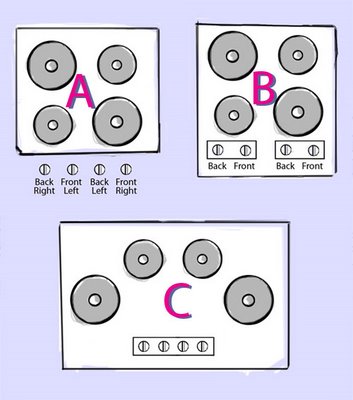 A
B
Back Right
Front Left
Back Left
Front Right
Back Front
Back Front
C